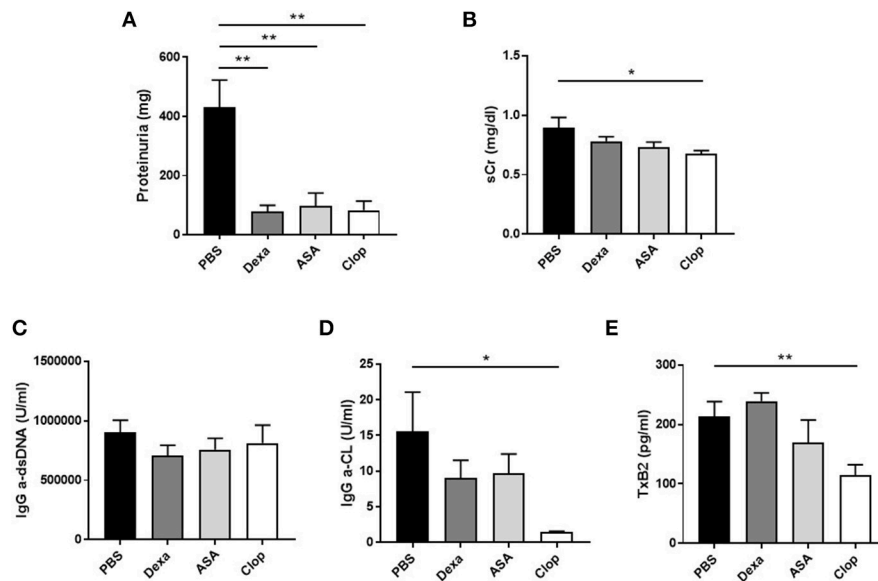 A
**
**
**
Proteinuria (mg)
600
400
200
0
PBS
Dexa
ASA
Clop
B
*
sCr (mg/dl)
1.5
1.0
0.5
0.0
PBS
Dexa
ASA
Clop
C
IgG a-dsDNA (U/ml)
1500000
1000000
500000
0
PBS
Dexa
ASA
Clop
D
*
IgG a-CL (U/ml)
25
20
15
10
5
0
PBS
Dexa
ASA
Clop
E
**
TxB2 (pg/ml)
300
200
100
0
PBS
Dexa
ASA
Clop